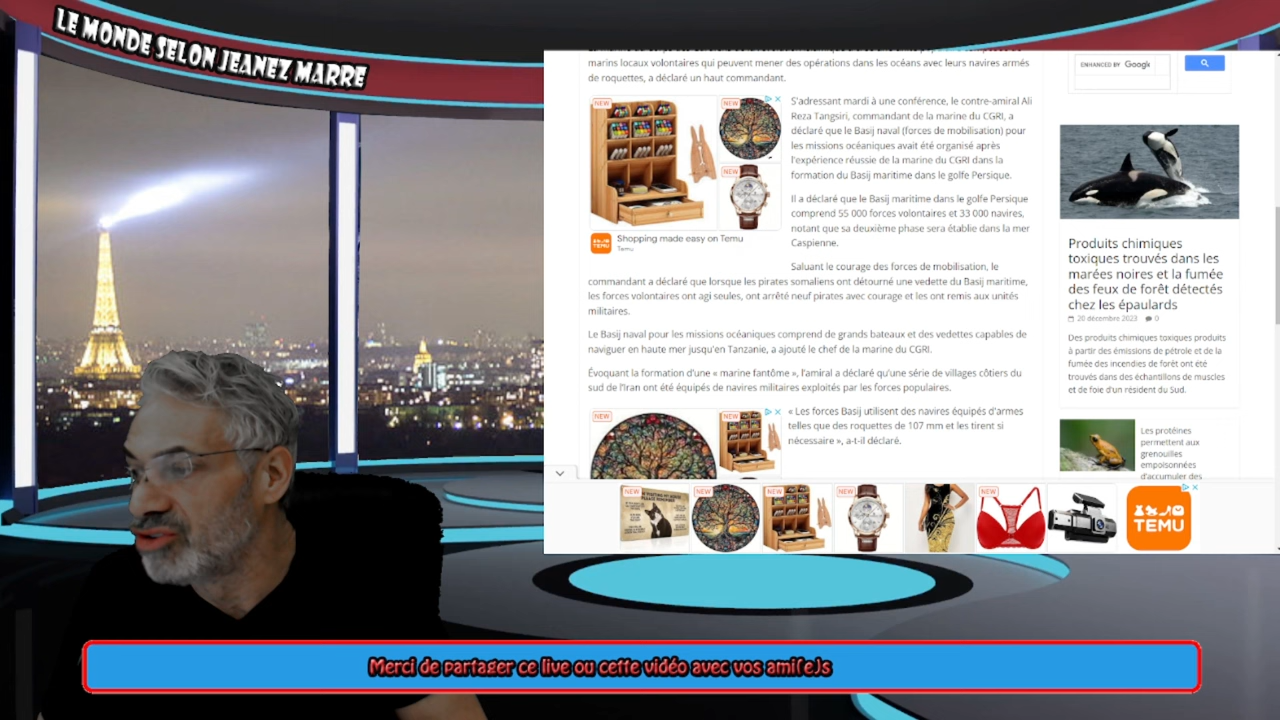 LE MONDE SELON JEANEZ MARRE
marins locaux volontaires qui peuvent mener des opérations dans les océans avec leurs navires armés
de roquettes, a déclaré un haut commandant.
NEW
NEW
NEW
Shopping made easy on Temu
Temu
S'adressant mardi à une conférence, le contre-amiral Ali
Reza Tangsiri, commandant de la marine du CGRI, a
déclaré que le Basij naval (forces de mobilisation) pour
les missions océaniques avait été organisé après
l'expérience réussie de la marine du CGRI dans la
formation du Basij maritime dans le golfe Persique.
Il a déclaré que le Basij maritime dans le golfe Persique
comprend 55 000 forces volontaires et 33 000 navires,
notant que sa deuxième phase sera établie dans la mer
Caspienne.
Saluant le courage des forces de mobilisation, le
commandant a déclaré que lorsque les pirates somaliens ont détourné une vedette du Basij maritime,
les forces volontaires ont agi seules, ont arrêté neuf pirates avec courage et les ont remis aux unités
militaires.
Le Basij naval pour les missions océaniques comprend de grands bateaux et des vedettes capables de
naviguer en haute mer jusqu'en Tanzanie, a ajouté le chef de la marine du CGRI.
Évoquant la formation d'une « marine fantôme », l'amiral a déclaré qu'une série de villages côtiers du
sud de l'Iran ont été équipés de navires militaires exploités par les forces populaires.
NEW
NEW
« Les forces Basij utilisent des navires équipés d'armes
telles que des roquettes de 107 mm et les tirent si
nécessaire », a-t-il déclaré.
ENHANCED BY Google
Produits chimiques
toxiques trouvés dans les
marées noires et la fumée
des feux de forêt détectés
chez les épaulards
20 décembre 2023 0
Des produits chimiques toxiques produits
à partir des émissions de pétrole et de la
fumée des incendies de forêt ont été
trouvés dans des échantillons de muscles
et de foie d'un résident du Sud.
Les protéines
permettent aux
grenouilles
empoisonnées
d'accumuler des
NEW
NEW
NEW
NEW
NEW
TEMU
Merci de partager ce live ou cette vidéo avec vos ami(e)s